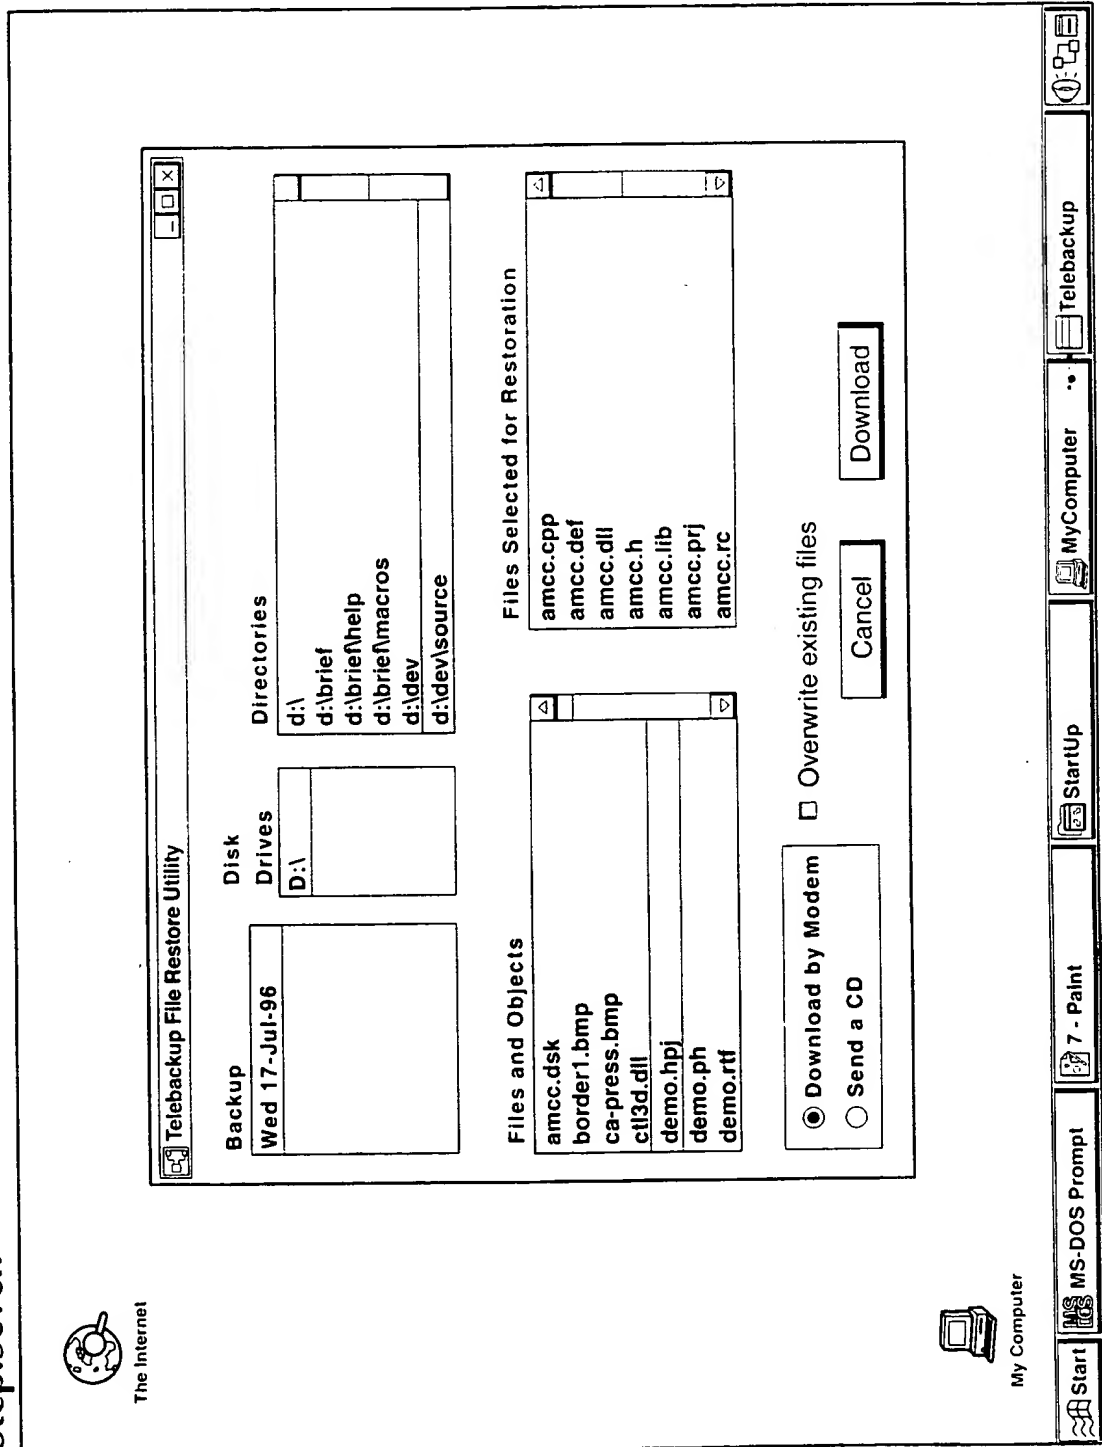 The Internet
My Computer
Telebackup File Restore Utility
Backup
Wed 17-Jul-96
Disk
Drives
D:\
Directories
d:\
d:\brief
d:\brief\help
d:\brief\macros
d:\dev
d:\dev\source
Files and Objects
amcc.dsk
border1.bmp
ca-press.bmp
ctl3d.dll
demo.hpj
demo.ph
demo.rtf
Files Selected for Restoration
amcc.cpp
amcc.def
amcc.dll
amcc.h
amcc.lib
amcc.prj
amcc.rc
Download by Modem
Send a CD
Overwrite existing files
Cancel
Download
Start
MS-DOS Prompt
7 - Paint
StartUp
MyComputer
Telebackup